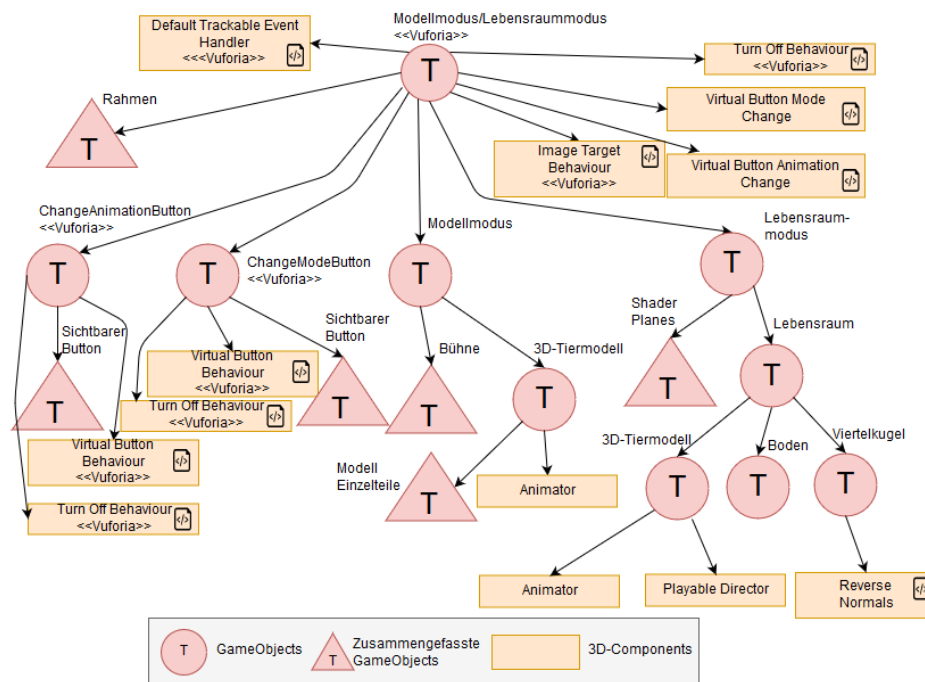 Modellmodus/Lebensraummodus
<<Vuforia>>
T
Default Trackable Event
Handler
<<<Vuforia>>
</>
Turn Off Behaviour
<<Vuforia>>
</>
Virtual Button Mode
Change
</>
Image Target
Behaviour
<<Vuforia>>
</>
Virtual Button Animation
Change
</>
Rahmen
T
ChangeAnimationButton
<<Vuforia>>
T
ChangeModeButton
<<Vuforia>>
T
Modellmodus
T
Lebensraum-
modus
T
Sichtbarer
Button
T
Virtual Button
Behaviour
<<Vuforia>>
</>
Turn Off Behaviour
<<Vuforia>>
</>
Virtual Button
Behaviour
<<Vuforia>>
</>
Turn Off Behaviour
<<Vuforia>>
</>
Sichtbarer
Button
T
Bühne
T
3D-Tiermodell
T
Modell
Einzelteile
T
Animator
Shader
Planes
T
Lebensraum
T
3D-Tiermodell
T
Boden
T
Viertelkugel
T
Animator
Playable Director
Reverse
Normals
</>
T
GameObjects
T
Zusammengefasste
GameObjects
3D-Components